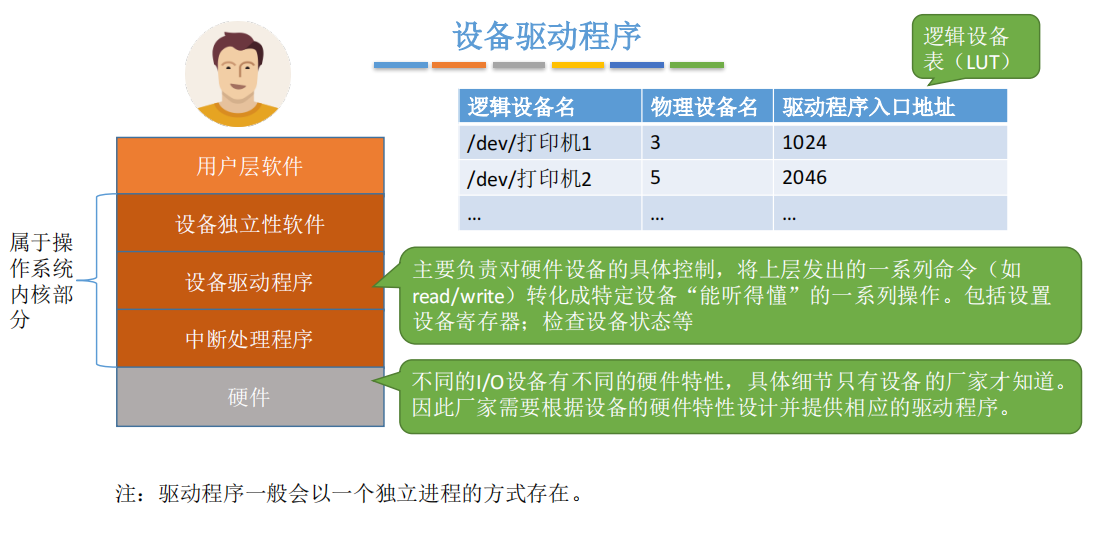 设备驱动程序
逻辑设备
表（LUT）
逻辑设备名 物理设备名 驱动程序入口地址
/dev/打印机1 3 1024
/dev/打印机2 5 2046
... ... ...
用户层软件
设备独立性软件
设备驱动程序
中断处理程序
硬件
属于操
作系统
内核部
分
主要负责对硬件设备的具体控制，将上层发出的一系列命令（如
read/write）转化成特定设备“能听得懂”的一系列操作。包括设置
设备寄存器；检查设备状态等
不同的I/O设备有不同的硬件特性，具体细节只有设备的厂家才知道。
因此厂家需要根据设备的硬件特性设计并提供相应的驱动程序。
注：驱动程序一般会以一个独立进程的方式存在。